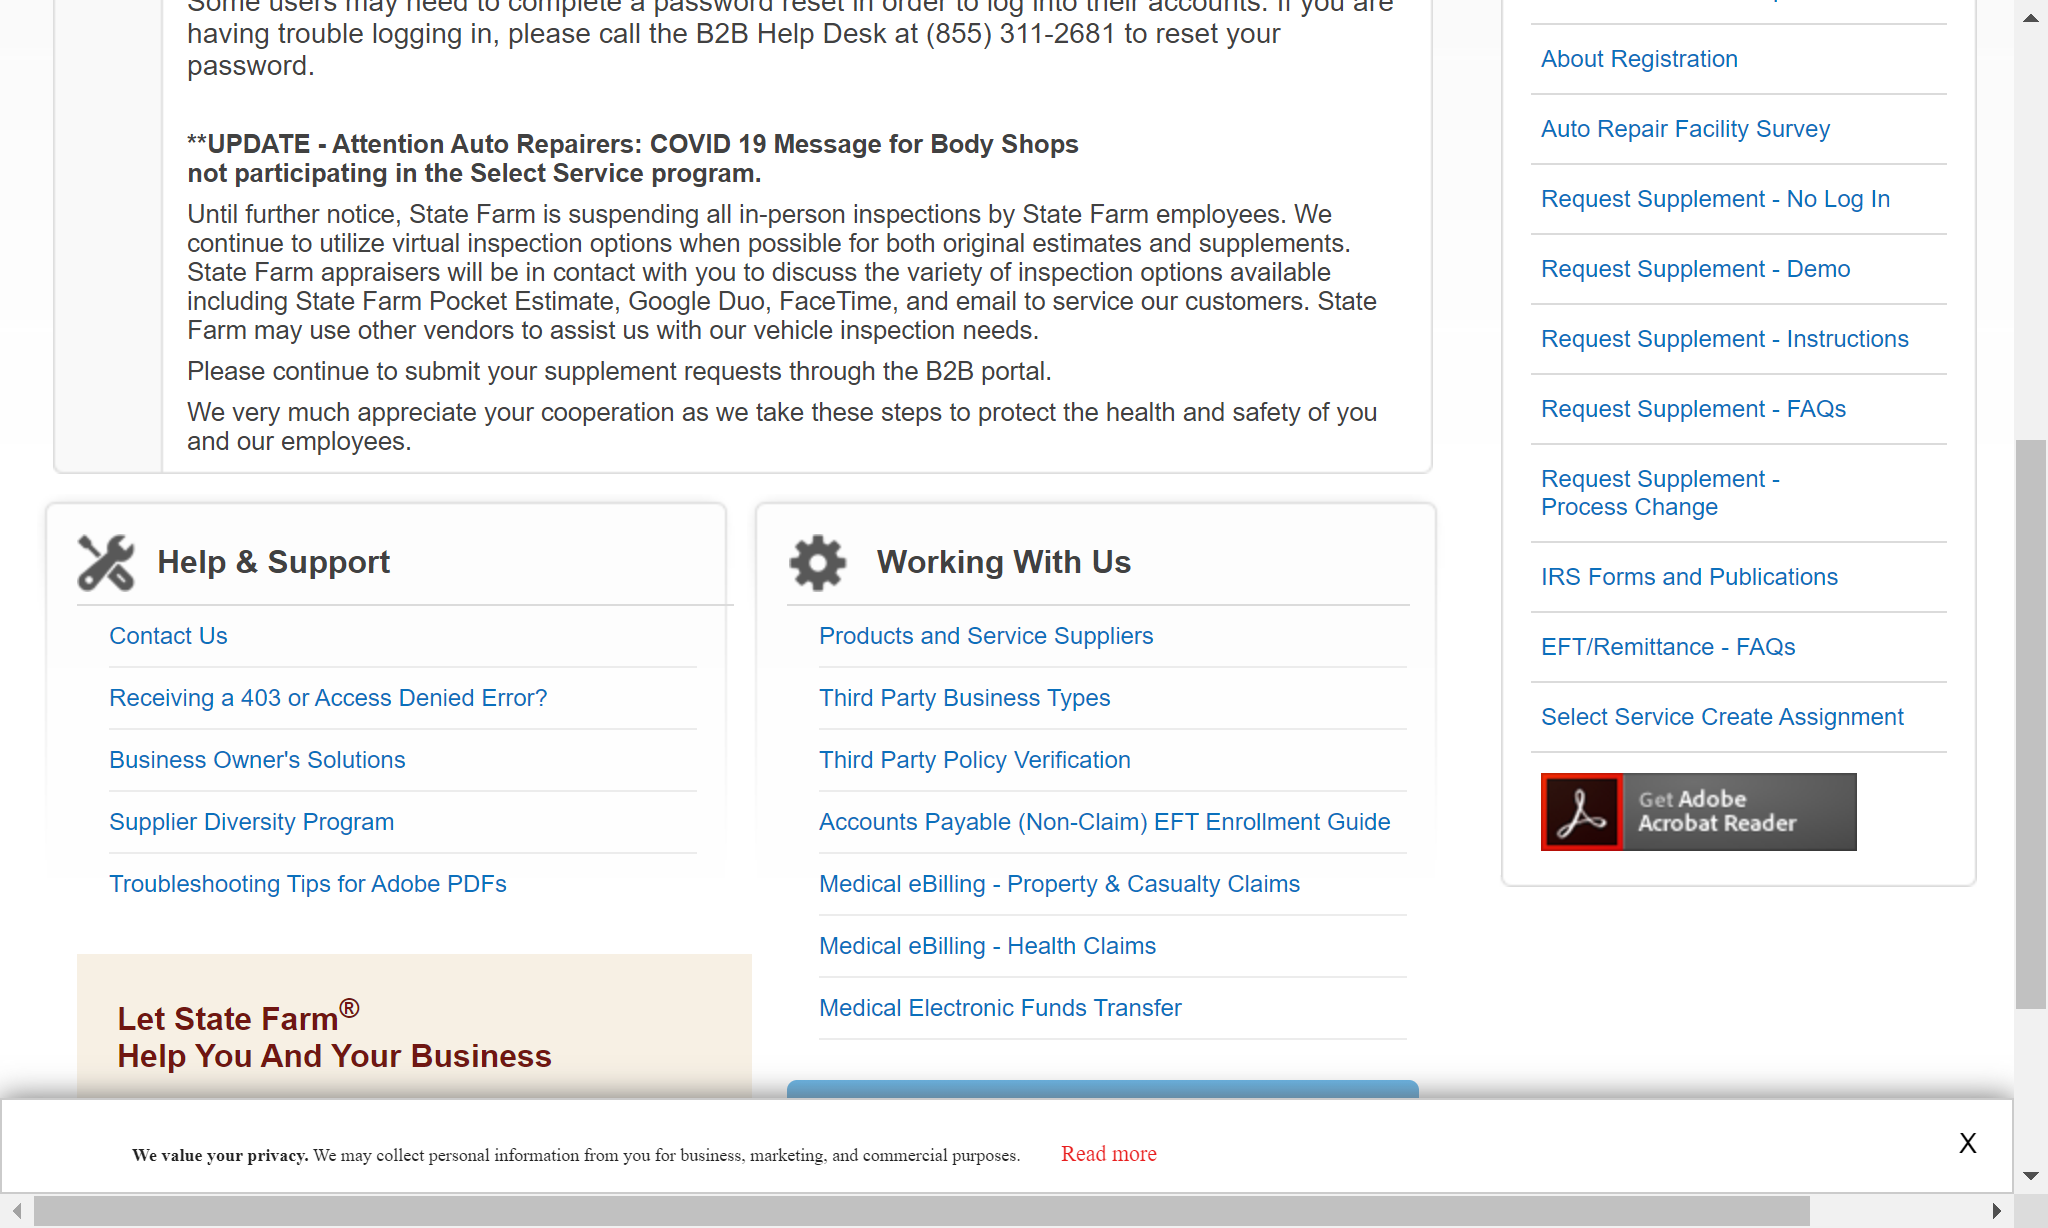 Some users may need to complete a password reset in order to log into their accounts. If you are
having trouble logging in, please call the B2B Help Desk at (855) 311-2681 to reset your
password.
**UPDATE - Attention Auto Repairers: COVID 19 Message for Body Shops
not participating in the Select Service program.
Until further notice, State Farm is suspending all in-person inspections by State Farm employees. We
continue to utilize virtual inspection options when possible for both original estimates and supplements.
State Farm appraisers will be in contact with you to discuss the variety of inspection options available
including State Farm Pocket Estimate, Google Duo, FaceTime, and email to service our customers. State
Farm may use other vendors to assist us with our vehicle inspection needs.
Please continue to submit your supplement requests through the B2B portal.
We very much appreciate your cooperation as we take these steps to protect the health and safety of you
and our employees.
Help & Support
Contact Us
Receiving a 403 or Access Denied Error?
Business Owner's Solutions
Supplier Diversity Program
Troubleshooting Tips for Adobe PDFs
Let State Farm®
Help You And Your Business
Working With Us
Products and Service Suppliers
Third Party Business Types
Third Party Policy Verification
Accounts Payable (Non-Claim) EFT Enrollment Guide
Medical eBilling - Property & Casualty Claims
Medical eBilling - Health Claims
Medical Electronic Funds Transfer
About Registration
Auto Repair Facility Survey
Request Supplement - No Log In
Request Supplement - Demo
Request Supplement - Instructions
Request Supplement - FAQs
Request Supplement -
Process Change
IRS Forms and Publications
EFT/Remittance - FAQs
Select Service Create Assignment
Get Adobe
Acrobat Reader
We value your privacy. We may collect personal information from you for business, marketing, and commercial purposes. Read more
X